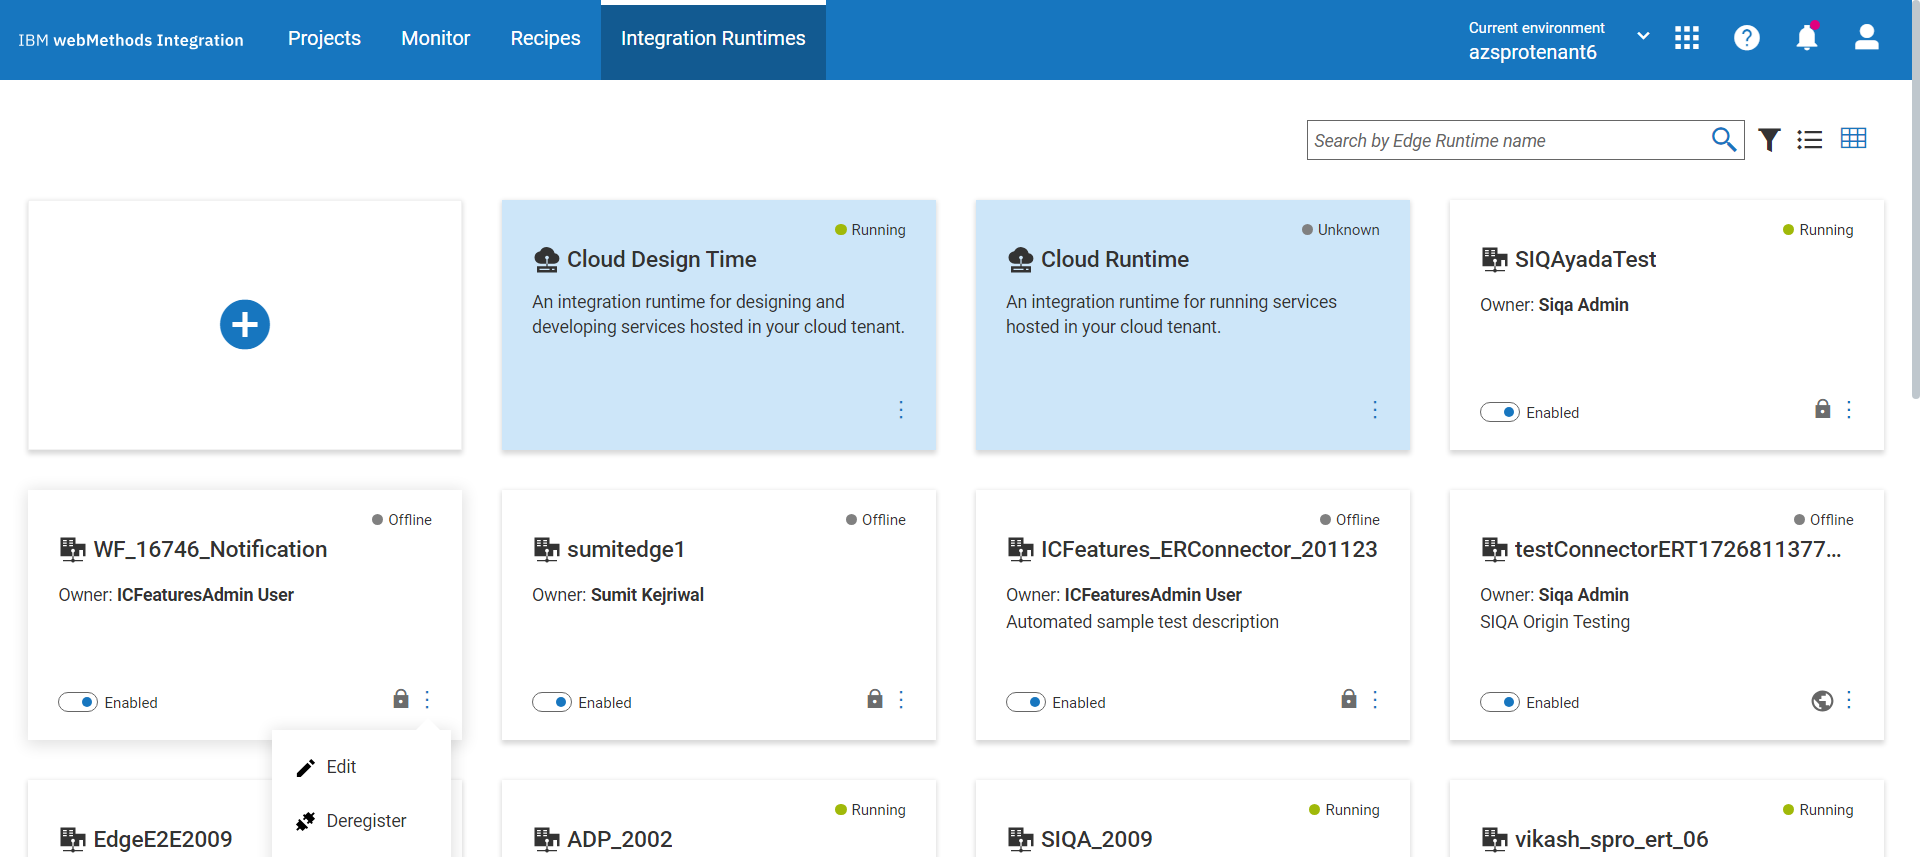 IBM webMethods Integration
Projects
Monitor
Recipes
Integration Runtimes
Current environment
azsprotenant6
Search by Edge Runtime name
Running
Cloud Design Time
An integration runtime for designing and
developing services hosted in your cloud tenant.
Unknown
Cloud Runtime
An integration runtime for running services
hosted in your cloud tenant.
Running
SIQAyadaTest
Owner: Siqa Admin
Enabled
Offline
WF_16746_Notification
Owner: ICFeaturesAdmin User
Enabled
Offline
sumitedge1
Owner: Sumit Kejriwal
Enabled
Offline
ICFeatures_ERConnector_201123
Owner: ICFeaturesAdmin User
Automated sample test description
Enabled
Offline
testConnectorERT1726811377...
Owner: Siqa Admin
SIQA Origin Testing
Enabled
Edit
Deregister
EdgeE2E2009
Running
ADP_2002
Running
SIQA_2009
Running
vikash_spro_ert_06